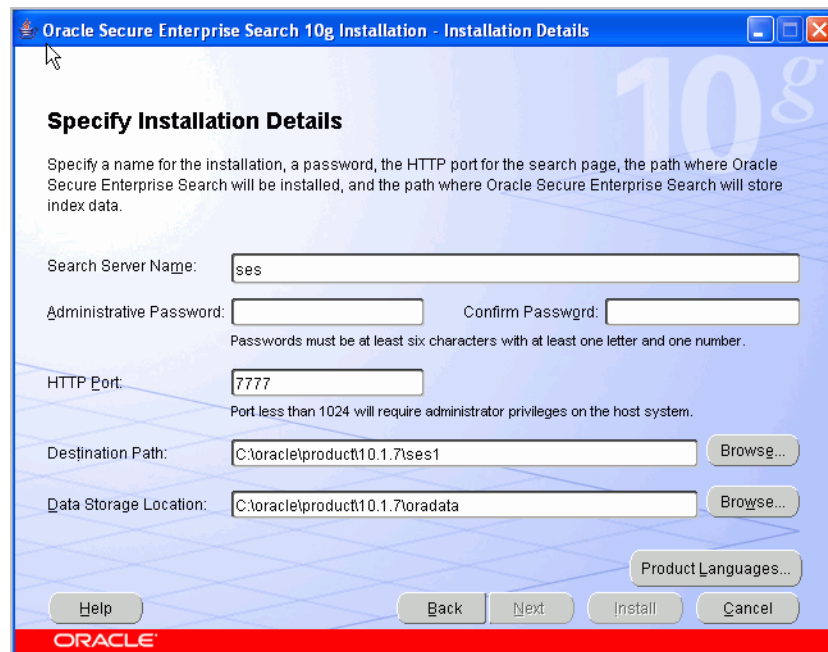 Oracle Secure Enterprise Search 10g Installation - Installation Details
10g
Specify Installation Details
Specify a name for the installation, a password, the HTTP port for the search page, the path where Oracle
Secure Enterprise Search will be installed, and the path where Oracle Secure Enterprise Search will store
index data.
Search Server Name: ses
Administrative Password: Confirm Password:
Passwords must be at least six characters with at least one letter and one number.
HTTP Port: 7777
Port less than 1024 will require administrator privileges on the host system.
Destination Path: C:\oracle\product\10.1.7\ses1 Browse...
Data Storage Location: C:\oracle\product\10.1.7\oradata Browse...
Product Languages...
Help Back Next Install Cancel
ORACLE